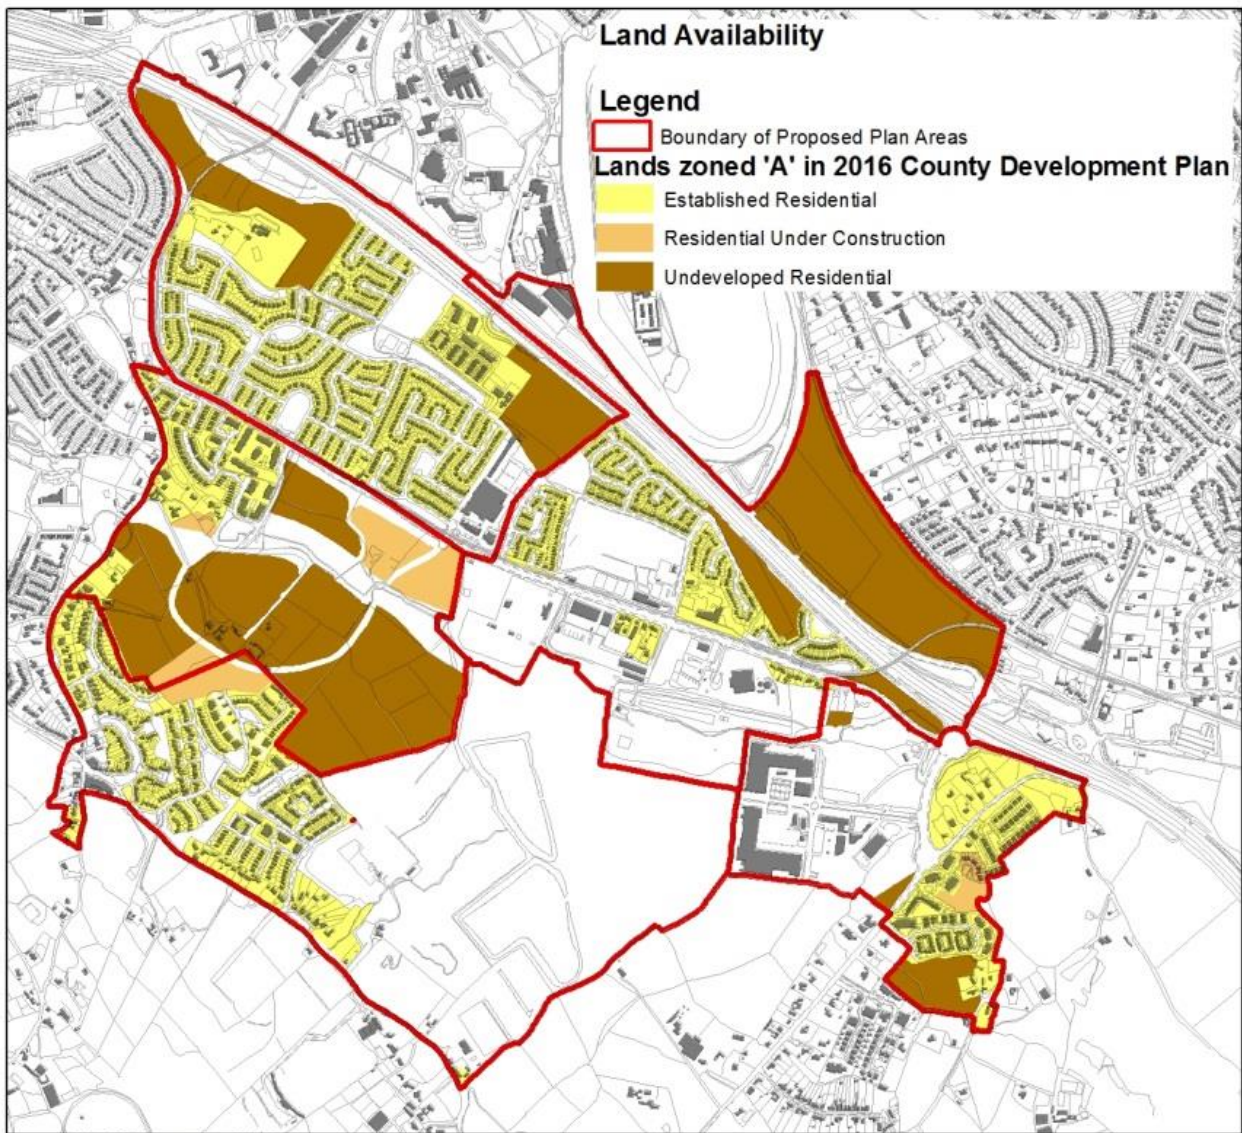 Land Availability
Legend
Boundary of Proposed Plan Areas
Lands zoned 'A' in 2016 County Development Plan
Established Residential
Residential Under Construction
Undeveloped Residential